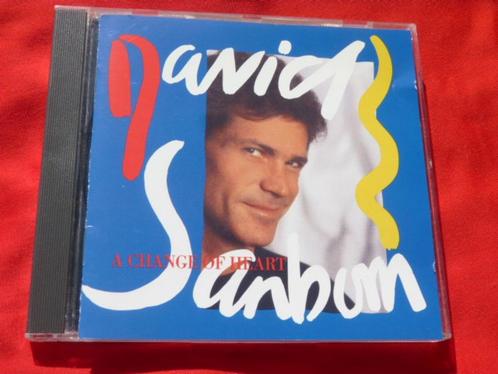 David
A CHANGE OF HEART
Sanborn